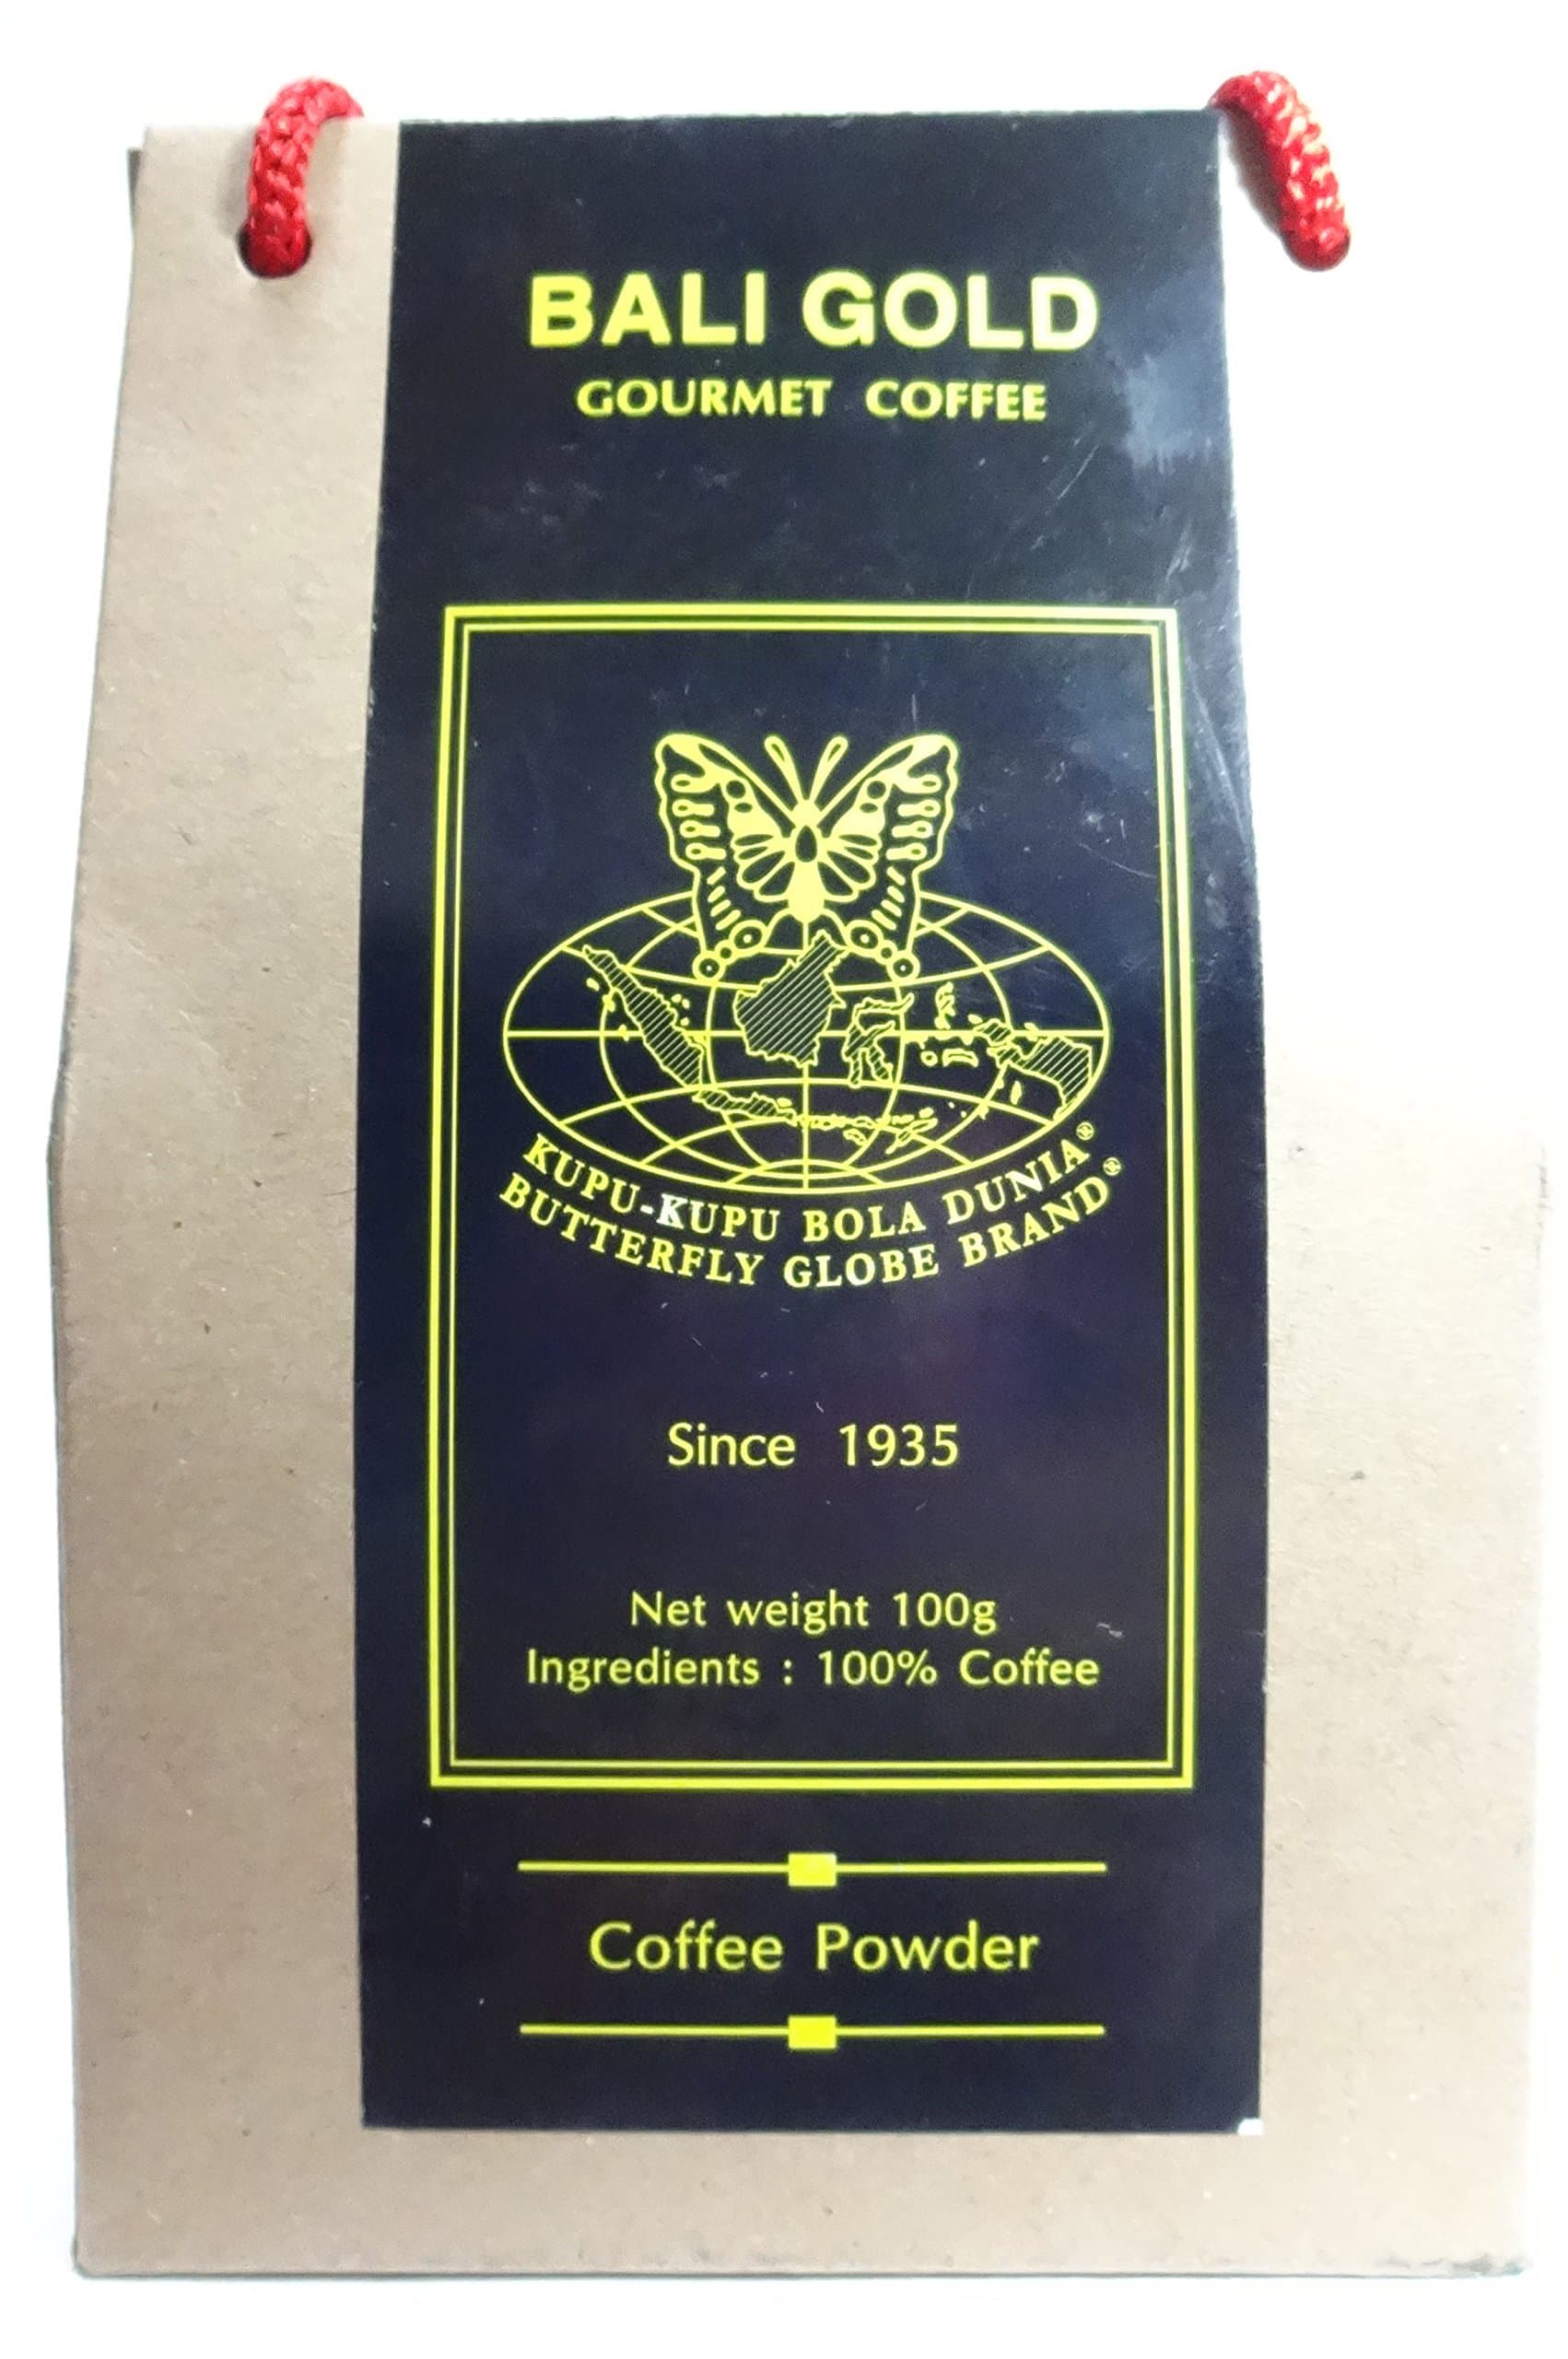 BALI GOLD
GOURMET COFFEE
KUPU-KUPU BOLA DUNIA®
BUTTERFLY GLOBE BRAND®
Since 1935
Net weight 100g
Ingredients : 100% Coffee
Coffee Powder